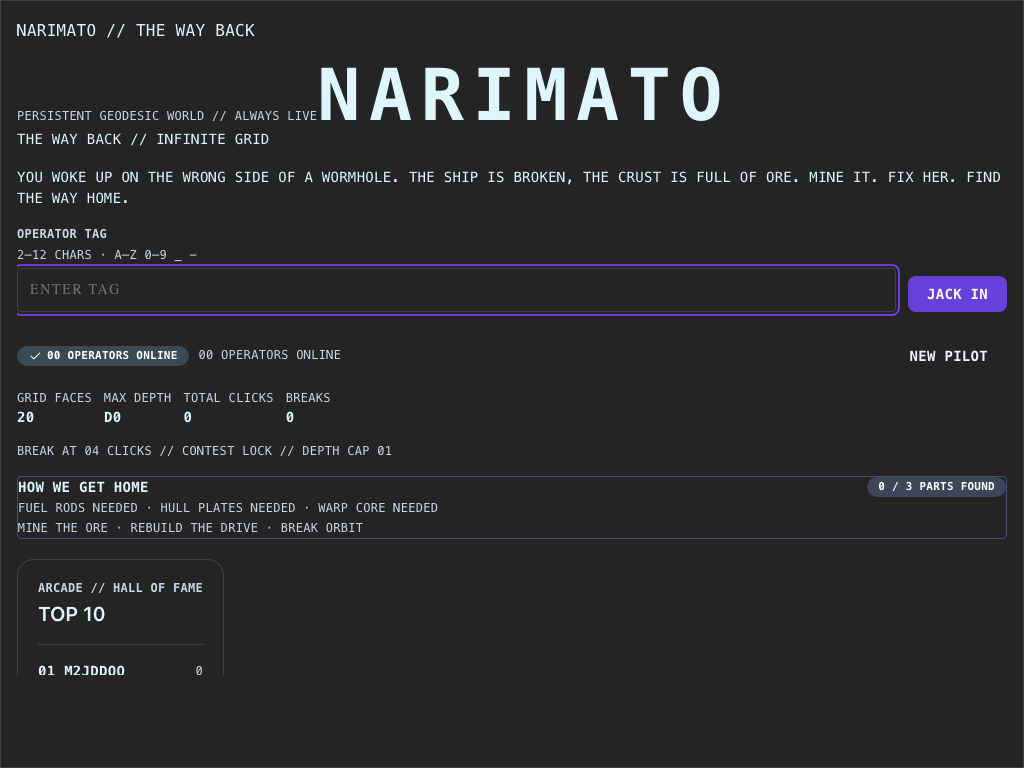 NARIMATO // THE WAY BACK
PERSISTENT GEODESIC WORLD // ALWAYS LIVE NARIMATO
THE WAY BACK // INFINITE GRID
YOU WOKE UP ON THE WRONG SIDE OF A WORMHOLE. THE SHIP IS BROKEN, THE CRUST IS FULL OF ORE. MINE IT. FIX HER. FIND
THE WAY HOME.
OPERATOR TAG
2–12 CHARS · A–Z 0–9 _ −
ENTER TAG
JACK IN
00 OPERATORS ONLINE 00 OPERATORS ONLINE
NEW PILOT
GRID FACES MAX DEPTH TOTAL CLICKS BREAKS
20 D0 0 0
BREAK AT 04 CLICKS // CONTEST LOCK // DEPTH CAP 01
HOW WE GET HOME
0 / 3 PARTS FOUND
FUEL RODS NEEDED · HULL PLATES NEEDED · WARP CORE NEEDED
MINE THE ORE · REBUILD THE DRIVE · BREAK ORBIT
ARCADE // HALL OF FAME
TOP 10
01 M2JDDOO 0